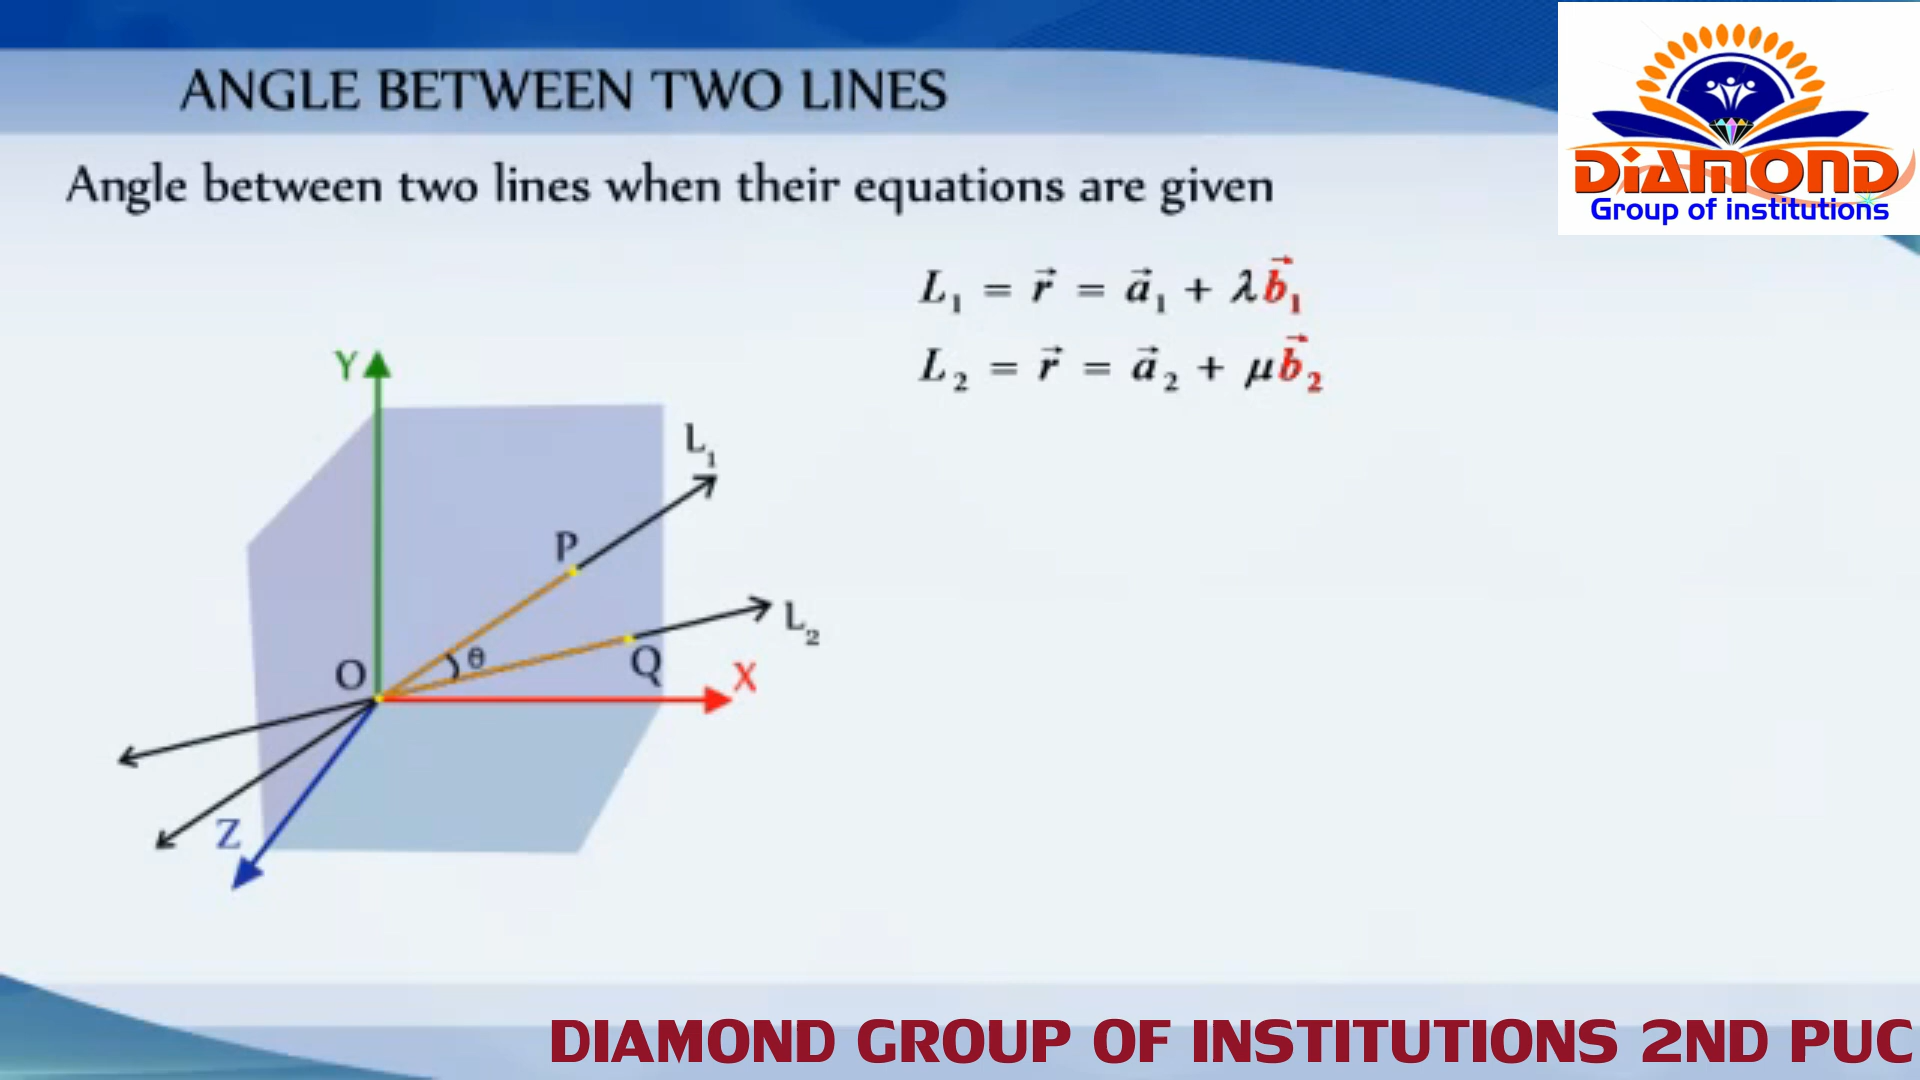 ANGLE BETWEEN TWO LINES
DIAMOND
Group of institutions
Angle between two lines when their equations are given
L₁ = r⃗ = a⃗₁ + λb⃗₁
L₂ = r⃗ = a⃗₂ + μb⃗₂
Y
L₁
P
L₂
θ
O
Q
X
Z
DIAMOND GROUP OF INSTITUTIONS 2ND PUC